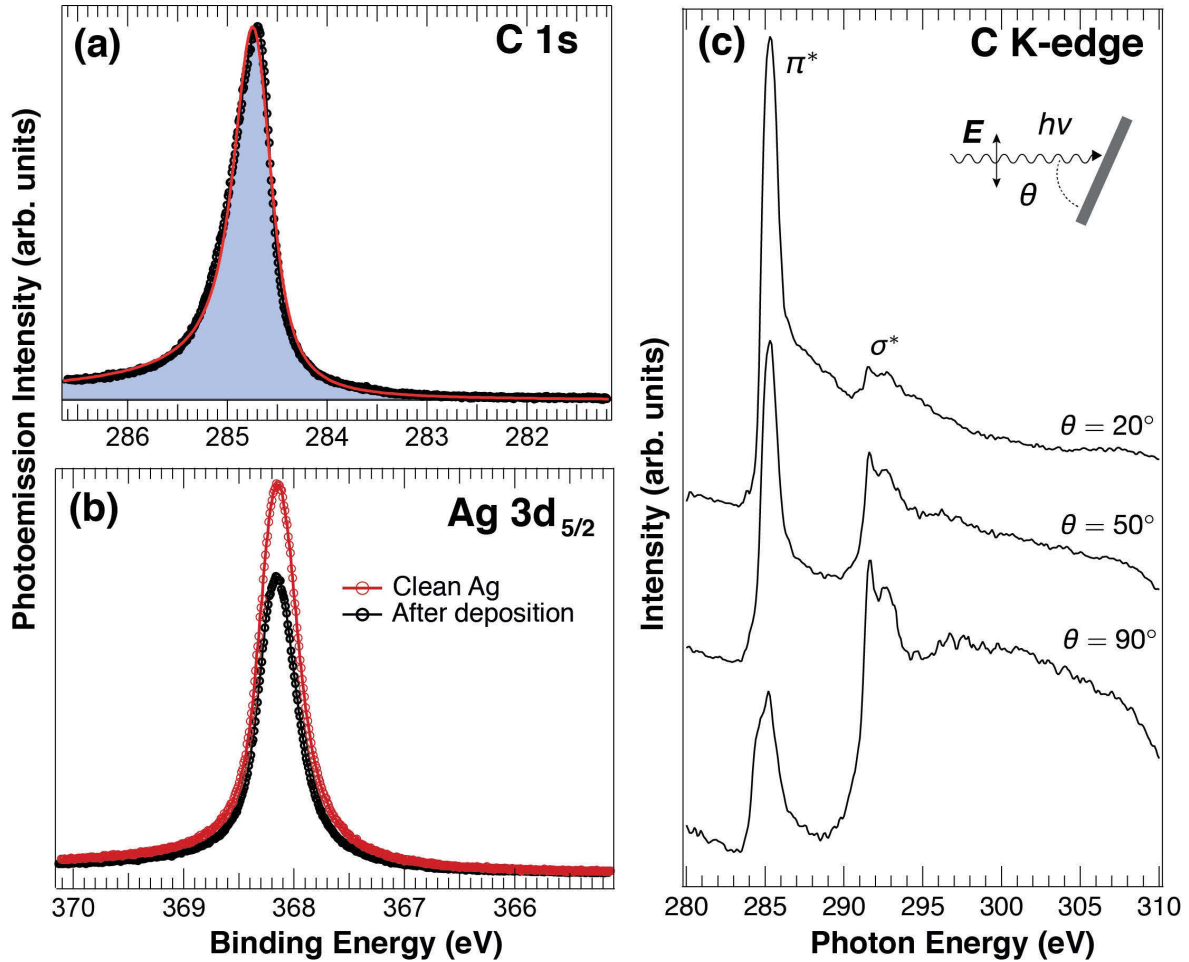 Photoemission Intensity (arb. units)
(a)
C 1s
286 285 284 283 282
(b)
Ag 3d5/2
Clean Ag
After deposition
370 369 368 367 366
Binding Energy (eV)
(c)
C K-edge
π*
E
hν
θ
σ*
θ = 20°
θ = 50°
θ = 90°
Intensity (arb. units)
280 285 290 295 300 305 310
Photon Energy (eV)